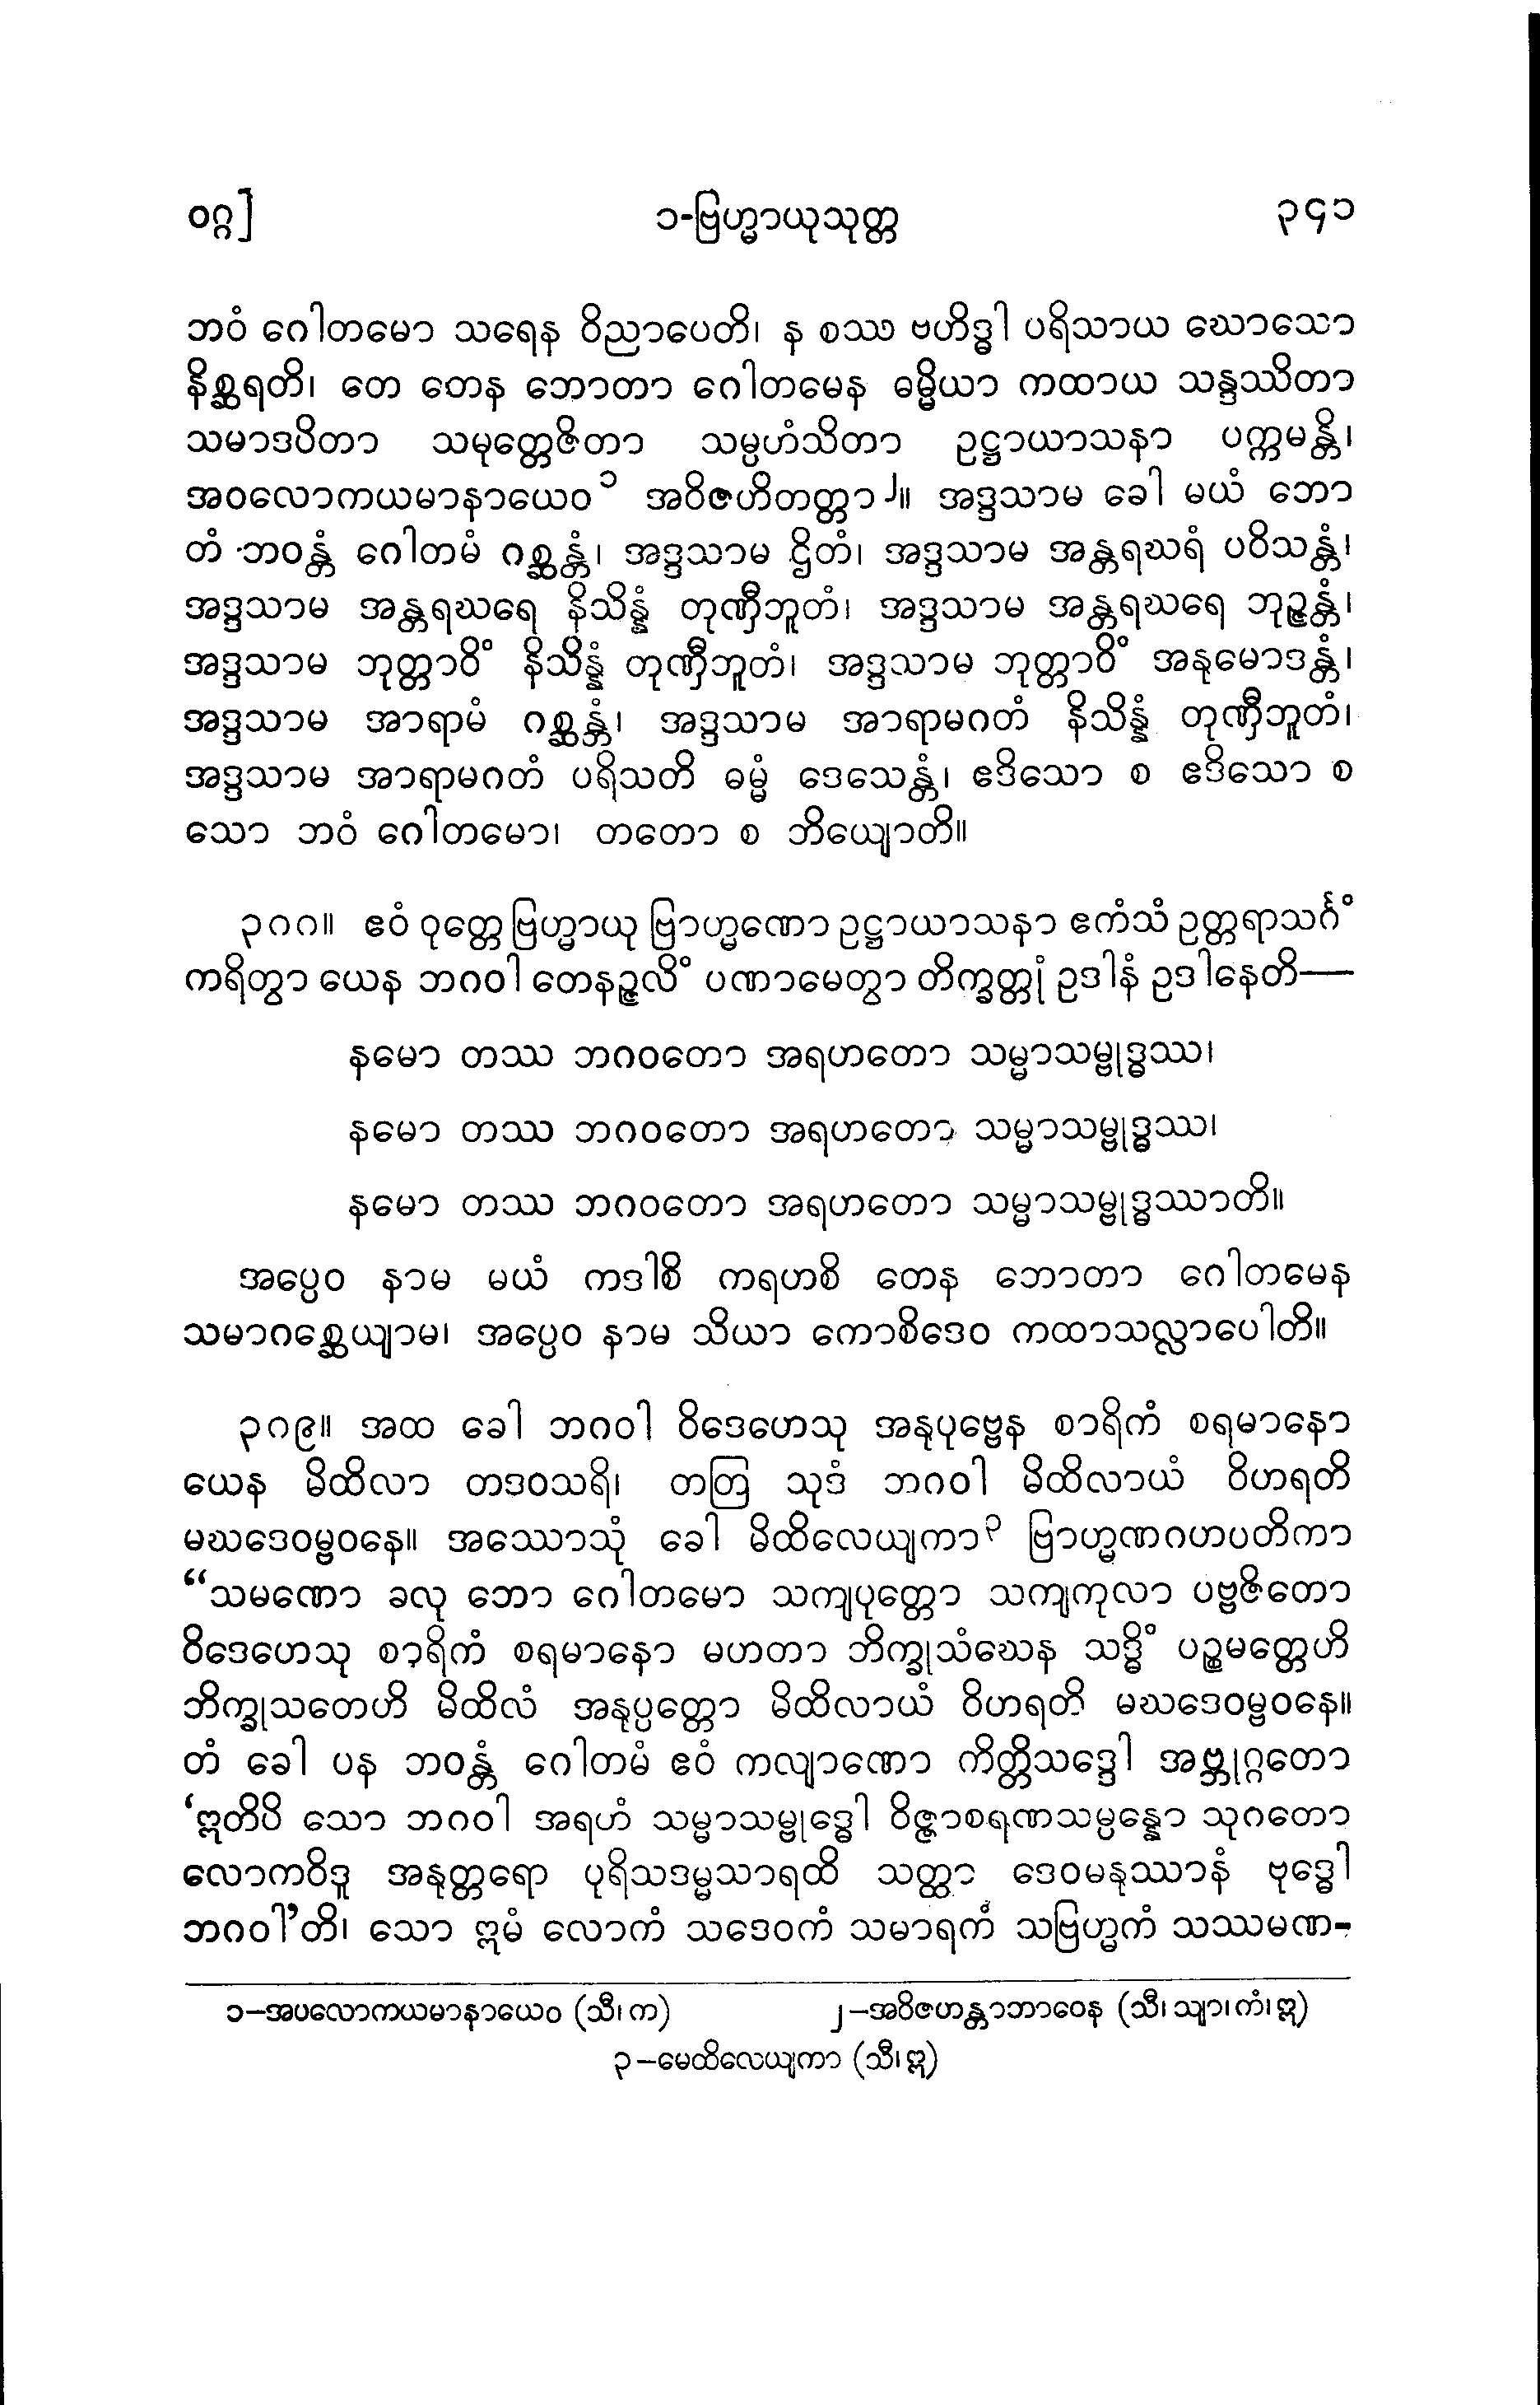 ဝဂ္ဂ] ၁-ဗြဟ္မာယုသုတ္တ ၃၄၁
ဘဝံ ဂေါတမော သရေန ဝိညာပေတိ၊ န စဿ ဗဟိဒ္ဓါ ပရိသာယ ဃောသော
နိစ္ဆရတိ၊ တေ တေန ဘောတာ ဂေါတမေန ဓမ္မိယာ ကထာယ သန္ဒဿိတာ
သမာဒပိတာ သမုတ္တေဇိတာ သမ္ပဟံသိတာ ဥဋ္ဌာယာသနာ ပက္ကမန္တိ၊
အဝလောကယမာနာယေဝ ၁ အဝိဇဟိတတ္တာ ၂။ အဒ္ဒသာမ ခေါ မယံ ဘော
တံ ဘဝန္တံ ဂေါတမံ ဂစ္ဆန္တံ၊ အဒ္ဒသာမ ဌိတံ၊ အဒ္ဒသာမ အန္တရဃရံ ပဝိသန္တံ၊
အဒ္ဒသာမ အန္တရဃရေ နိသိန္နံ တုဏှီဘူတံ၊ အဒ္ဒသာမ အန္တရဃရေ ဘုဉ္ဇန္တံ၊
အဒ္ဒသာမ ဘုတ္တာဝိံ နိသိန္နံ တုဏှီဘူတံ၊ အဒ္ဒသာမ ဘုတ္တာဝိံ အနုမောဒန္တံ၊
အဒ္ဒသာမ အာရာမံ ဂစ္ဆန္တံ၊ အဒ္ဒသာမ အာရာမဂတံ နိသိန္နံ တုဏှီဘူတံ၊
အဒ္ဒသာမ အာရာမဂတံ ပရိသတိ ဓမ္မံ ဒေသေန္တံ၊ ဧဒိသော စ ဧဒိသော စ
သော ဘဝံ ဂေါတမော၊ တတော စ ဘိယျောတိ။
၃၈၈။ ဧဝံ ဝုတ္တေ ဗြဟ္မာယု ဗြာဟ္မဏော ဥဋ္ဌာယာသနာ ဧကံသံ ဥတ္တရာသင်္ဂံ
ကရိတွာ ယေန ဘဂဝါ တေနဉ္ဇလိံ ပဏာမေတွာ တိက္ခတ္တုံ ဥဒါနံ ဥဒါနေတိ—
နမော တဿ ဘဂဝတော အရဟတော သမ္မာသမ္ဗုဒ္ဓဿ၊
နမော တဿ ဘဂဝတော အရဟတော သမ္မာသမ္ဗုဒ္ဓဿ၊
နမော တဿ ဘဂဝတော အရဟတော သမ္မာသမ္ဗုဒ္ဓဿာတိ။
အပ္ပေဝ နာမ မယံ ကဒါစိ ကရဟစိ တေန ဘောတာ ဂေါတမေန
သမာဂစ္ဆေယျာမ၊ အပ္ပေဝ နာမ သိယာ ကောစိဒေဝ ကထာသလ္လာပေါတိ။
၃၈၉။ အထ ခေါ ဘဂဝါ ဝိဒေဟေသု အနုပုဗ္ဗေန စာရိကံ စရမာနော
ယေန မိထိလာ တဒဝသရိ၊ တတြ သုဒံ ဘဂဝါ မိထိလာယံ ဝိဟရတိ
မဃဒေဝမ္ဗဝနေ။ အဿောသုံ ခေါ မိထိလေယျကာ ၃ ဗြာဟ္မဏဂဟပတိကာ
“သမဏော ခလု ဘော ဂေါတမော သကျပုတ္တော သကျကုလာ ပဗ္ဗဇိတော
ဝိဒေဟေသု စာရိကံ စရမာနော မဟတာ ဘိက္ခုသံဃေန သဒ္ဓိံ ပဉ္စမတ္တေဟိ
ဘိက္ခုသတေဟိ မိထိလံ အနုပ္ပတ္တော မိထိလာယံ ဝိဟရတိ မဃဒေဝမ္ဗဝနေ။
တံ ခေါ ပန ဘဝန္တံ ဂေါတမံ ဧဝံ ကလျာဏော ကိတ္တိသဒ္ဒေါ အဗ္ဘုဂ္ဂတော
‘ဣတိပိ သော ဘဂဝါ အရဟံ သမ္မာသမ္ဗုဒ္ဓေါ ဝိဇ္ဇာစရဏသမ္ပန္နော သုဂတော
လောကဝိဒူ အနုတ္တရော ပုရိသဒမ္မသာရထိ သတ္ထာ ဒေဝမနုဿာနံ ဗုဒ္ဓေါ
ဘဂဝါ’တိ၊ သော ဣမံ လောကံ သဒေဝကံ သမာရကံ သဗြဟ္မကံ သဿမဏ-
၁—အပလောကယမာနာယေဝ (သီ၊ က) ၂—အဝိဇဟန္တာဘာဝေန (သီ၊ သျာ၊ ကံ၊ ဣ)
၃—မေထိလေယျကာ (သီ၊ ဣ)